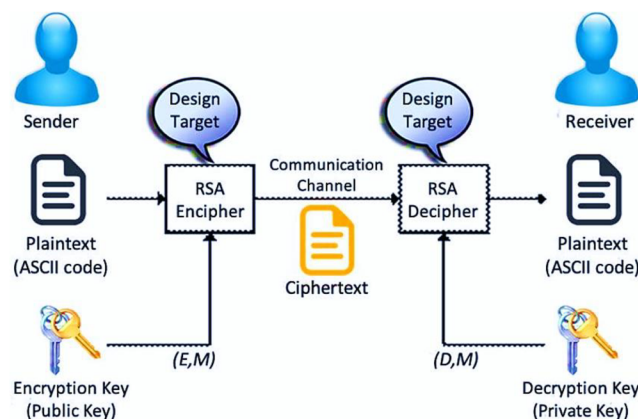 Design
Target
Design
Target
Sender
Receiver
Communication
Channel
RSA
Encipher
RSA
Decipher
Plaintext
(ASCII code)
Ciphertext
Plaintext
(ASCII code)
(E,M)
(D,M)
Encryption Key
(Public Key)
Decryption Key
(Private Key)